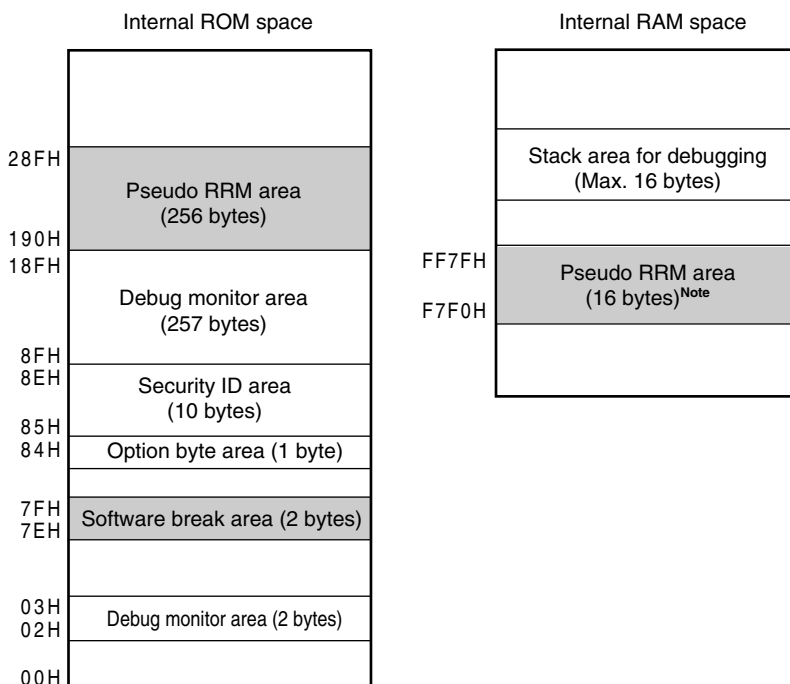 Internal ROM space
28FH
Pseudo RRM area
(256 bytes)
190H
18FH
Debug monitor area
(257 bytes)
8FH
8EH
Security ID area
(10 bytes)
85H
84H
Option byte area (1 byte)
7FH
Software break area (2 bytes)
7EH
03H
Debug monitor area (2 bytes)
02H
00H
Internal RAM space
Stack area for debugging
(Max. 16 bytes)
FF7FH
Pseudo RRM area
(16 bytes)Note
F7F0H